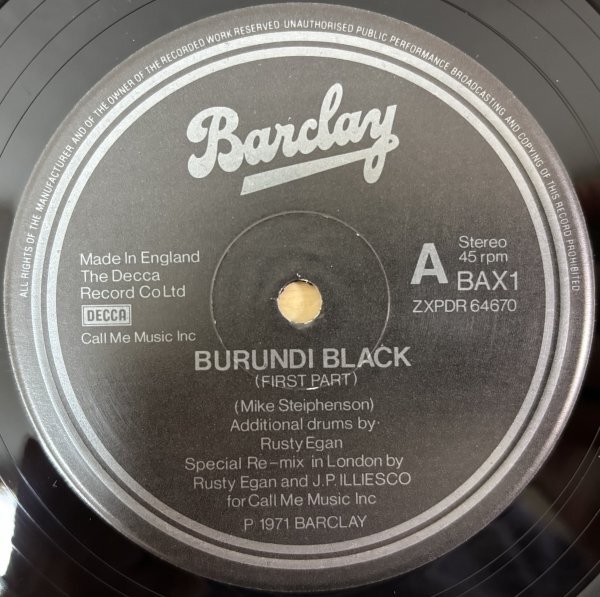 ALL RIGHTS OF THE MANUFACTURER AND OF THE OWNER OF THE RECORDED WORK RESERVED UNAUTHORISED PUBLIC PERFORMANCE BROADCASTING AND COPYING OF THIS RECORD PROHIBITED
Barclay
Made In England
The Decca
Record Co Ltd
DECCA
Call Me Music Inc
A
Stereo
45 rpm
BAX1
ZXPDR 64670
BURUNDI BLACK
(FIRST PART)
(Mike Steiphenson)
Additional drums by
Rusty Egan
Special Re-mix in London by
Rusty Egan and J.P. ILLIESCO
for Call Me Music Inc
P 1971 BARCLAY